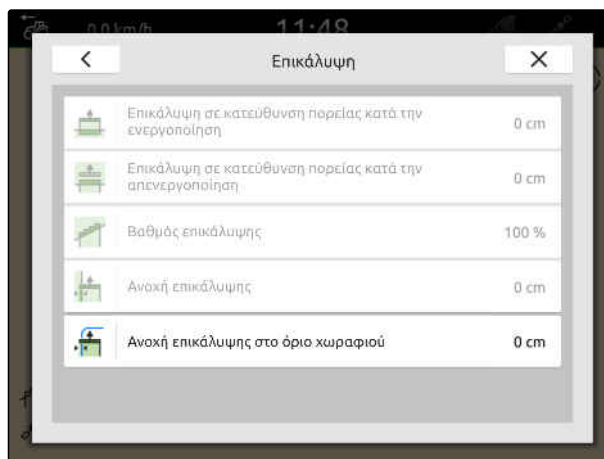 0.0 km/h 11:48
Επικάλυψη
Επικάλυψη σε κατεύθυνση πορείας κατά την
ενεργοποίηση
0 cm
Επικάλυψη σε κατεύθυνση πορείας κατά την
απενεργοποίηση
0 cm
Βαθμός επικάλυψης 100 %
Ανοχή επικάλυψης 0 cm
Ανοχή επικάλυψης στο όριο χωραφιού 0 cm